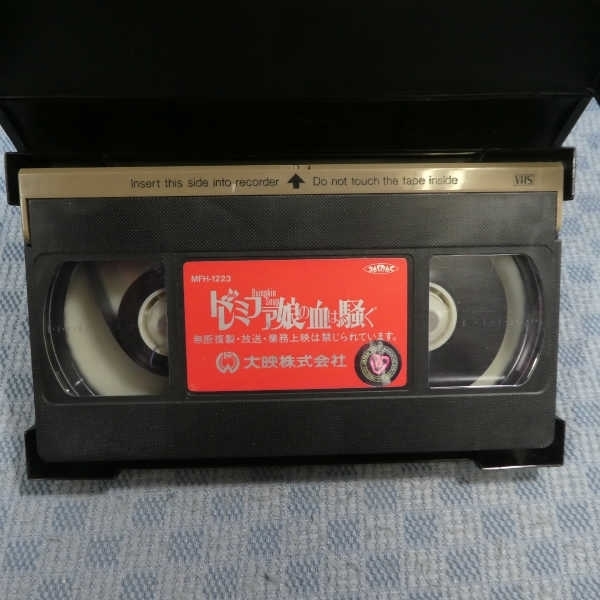 Insert this side into recorder Do not touch the tape inside
VHS
MFH-1223
Bumpkin Soup
ドレミファ娘の血は騒ぐ
無断複製・放送・業務上映は禁じられています。
大映株式会社